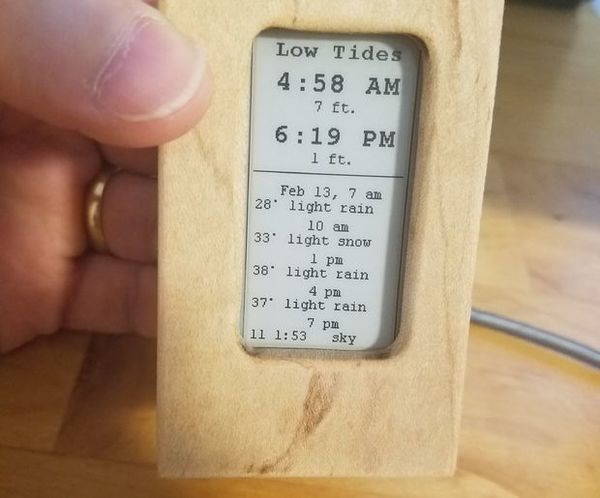 Low Tides
4:58 AM
7 ft.
6:19 PM
1 ft.
Feb 13, 7 am
28° light rain
10 am
33° light snow
1 pm
38° light rain
4 pm
37° light rain
7 pm
11 1:53 sky